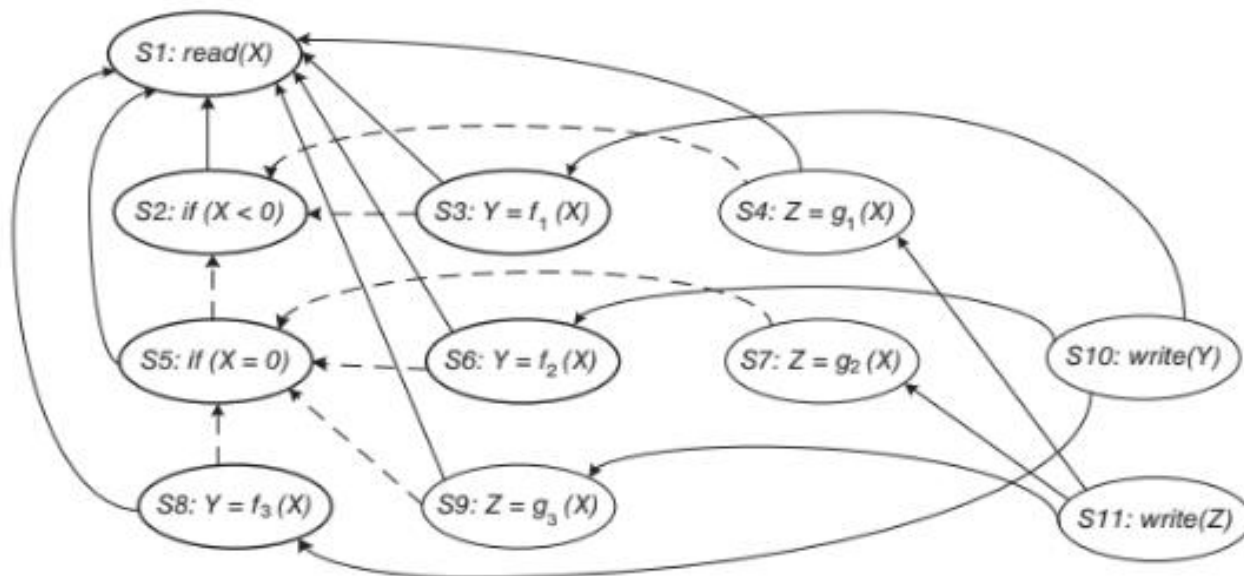 S1: read(X)
S2: if (X < 0)
S3: Y = f₁ (X)
S4: Z = g₁ (X)
S5: if (X = 0)
S6: Y = f₂ (X)
S7: Z = g₂ (X)
S10: write(Y)
S8: Y = f₃ (X)
S9: Z = g₃ (X)
S11: write(Z)